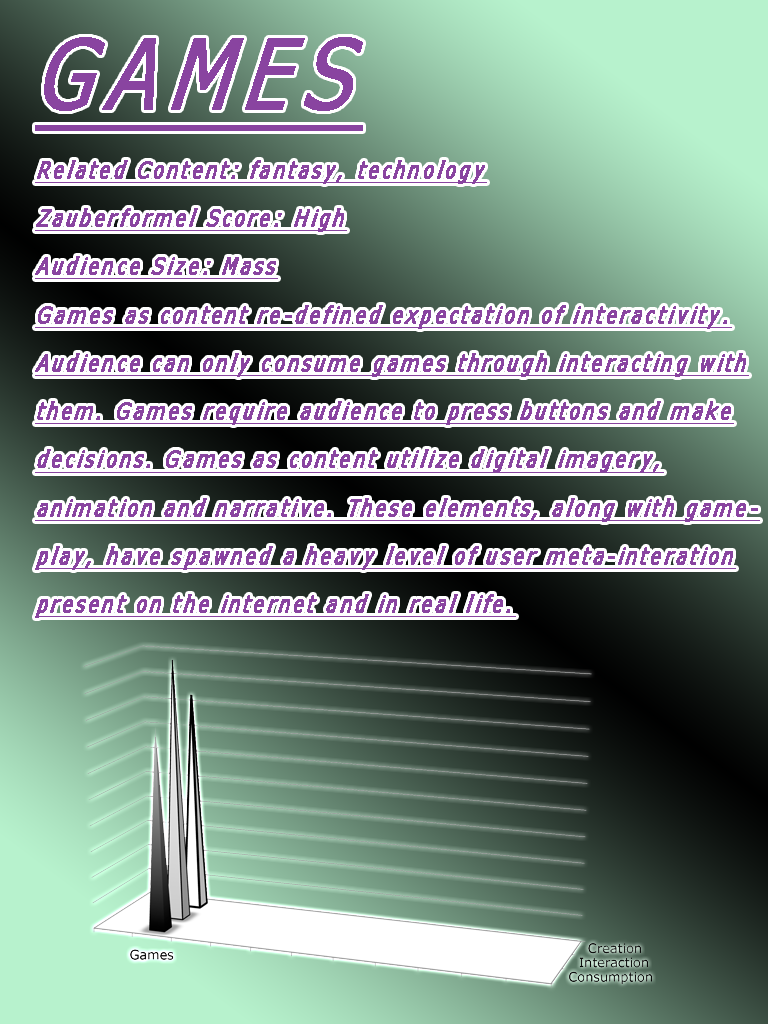 GAMES
Related Content: fantasy, technology
Zauberformel Score: High
Audience Size: Mass
Games as content re-defined expectation of interactivity.
Audience can only consume games through interacting with
them. Games require audience to press buttons and make
decisions. Games as content utilize digital imagery,
animation and narrative. These elements, along with game-
play, have spawned a heavy level of user meta-interation
present on the internet and in real life.
Games
Creation
Interaction
Consumption